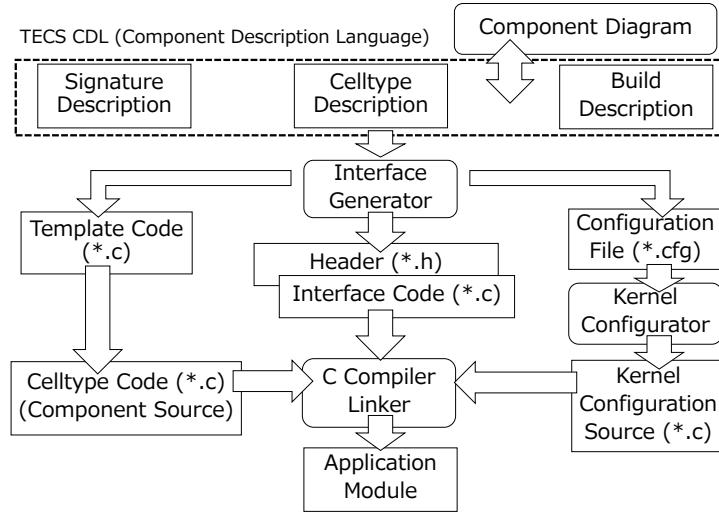 TECS CDL (Component Description Language)
Component Diagram
Signature
Description
Celltype
Description
Build
Description
Interface
Generator
Template Code
(*.c)
Header (*.h)
Interface Code (*.c)
Configuration
File (*.cfg)
Kernel
Configurator
Celltype Code (*.c)
(Component Source)
C Compiler
Linker
Kernel
Configuration
Source (*.c)
Application
Module